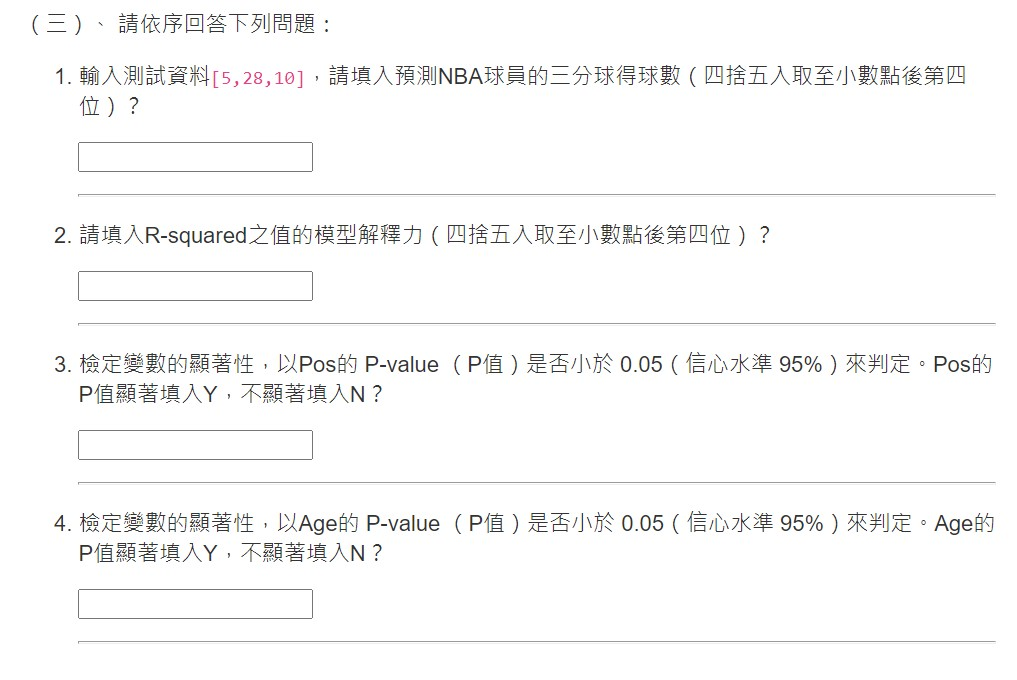 （三）、 請依序回答下列問題：
1. 輸入測試資料[5,28,10]，請填入預測NBA球員的三分球得球數（四捨五入取至小數點後第四
位）？
2. 請填入R-squared之值的模型解釋力（四捨五入取至小數點後第四位）？
3. 檢定變數的顯著性，以Pos的 P-value （P值）是否小於 0.05（信心水準 95%）來判定。Pos的
P值顯著填入Y，不顯著填入N？
4. 檢定變數的顯著性，以Age的 P-value （P值）是否小於 0.05（信心水準 95%）來判定。Age的
P值顯著填入Y，不顯著填入N？